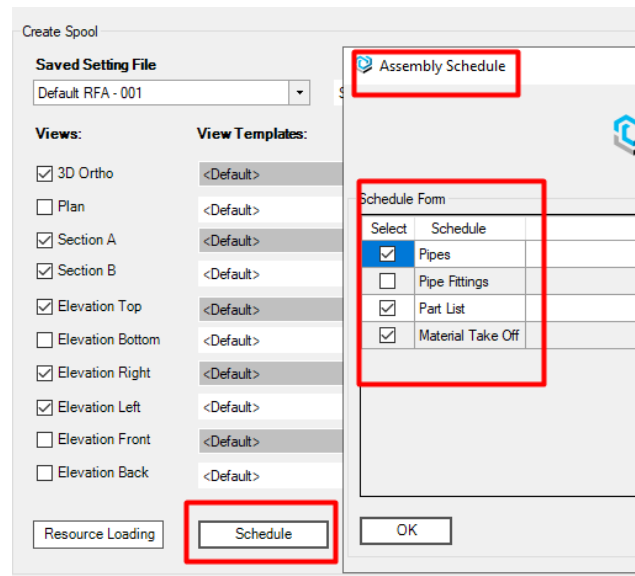 Create Spool
Saved Setting File
Default RFA - 001
Views:
View Templates:
3D Ortho
<Default>
Plan
<Default>
Section A
<Default>
Section B
<Default>
Elevation Top
<Default>
Elevation Bottom
<Default>
Elevation Right
<Default>
Elevation Left
<Default>
Elevation Front
<Default>
Elevation Back
<Default>
Resource Loading
Schedule
Assembly Schedule
Schedule Form
Select
Schedule
Pipes
Pipe Fittings
Part List
Material Take Off
OK